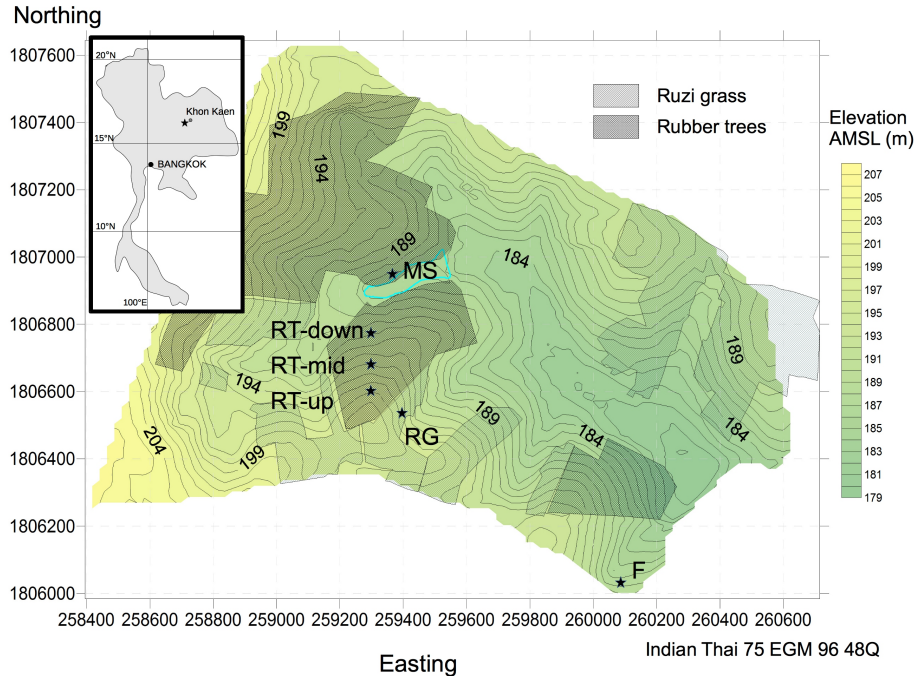 Northing
1807600
1807400
1807200
1807000
1806800
1806600
1806400
1806200
1806000
20°N
Khon Kaen
15°N
BANGKOK
10°N
100°E
199
194
189
184
MS
RT-down
RT-mid
RT-up
RG
194
189
189
184
184
204
199
F
Ruzi grass
Rubber trees
Elevation
AMSL (m)
207
205
203
201
199
197
195
193
191
189
187
185
183
181
179
258400 258600 258800 259000 259200 259400 259600 259800 260000 260200 260400 260600
Indian Thai 75 EGM 96 48Q
Easting